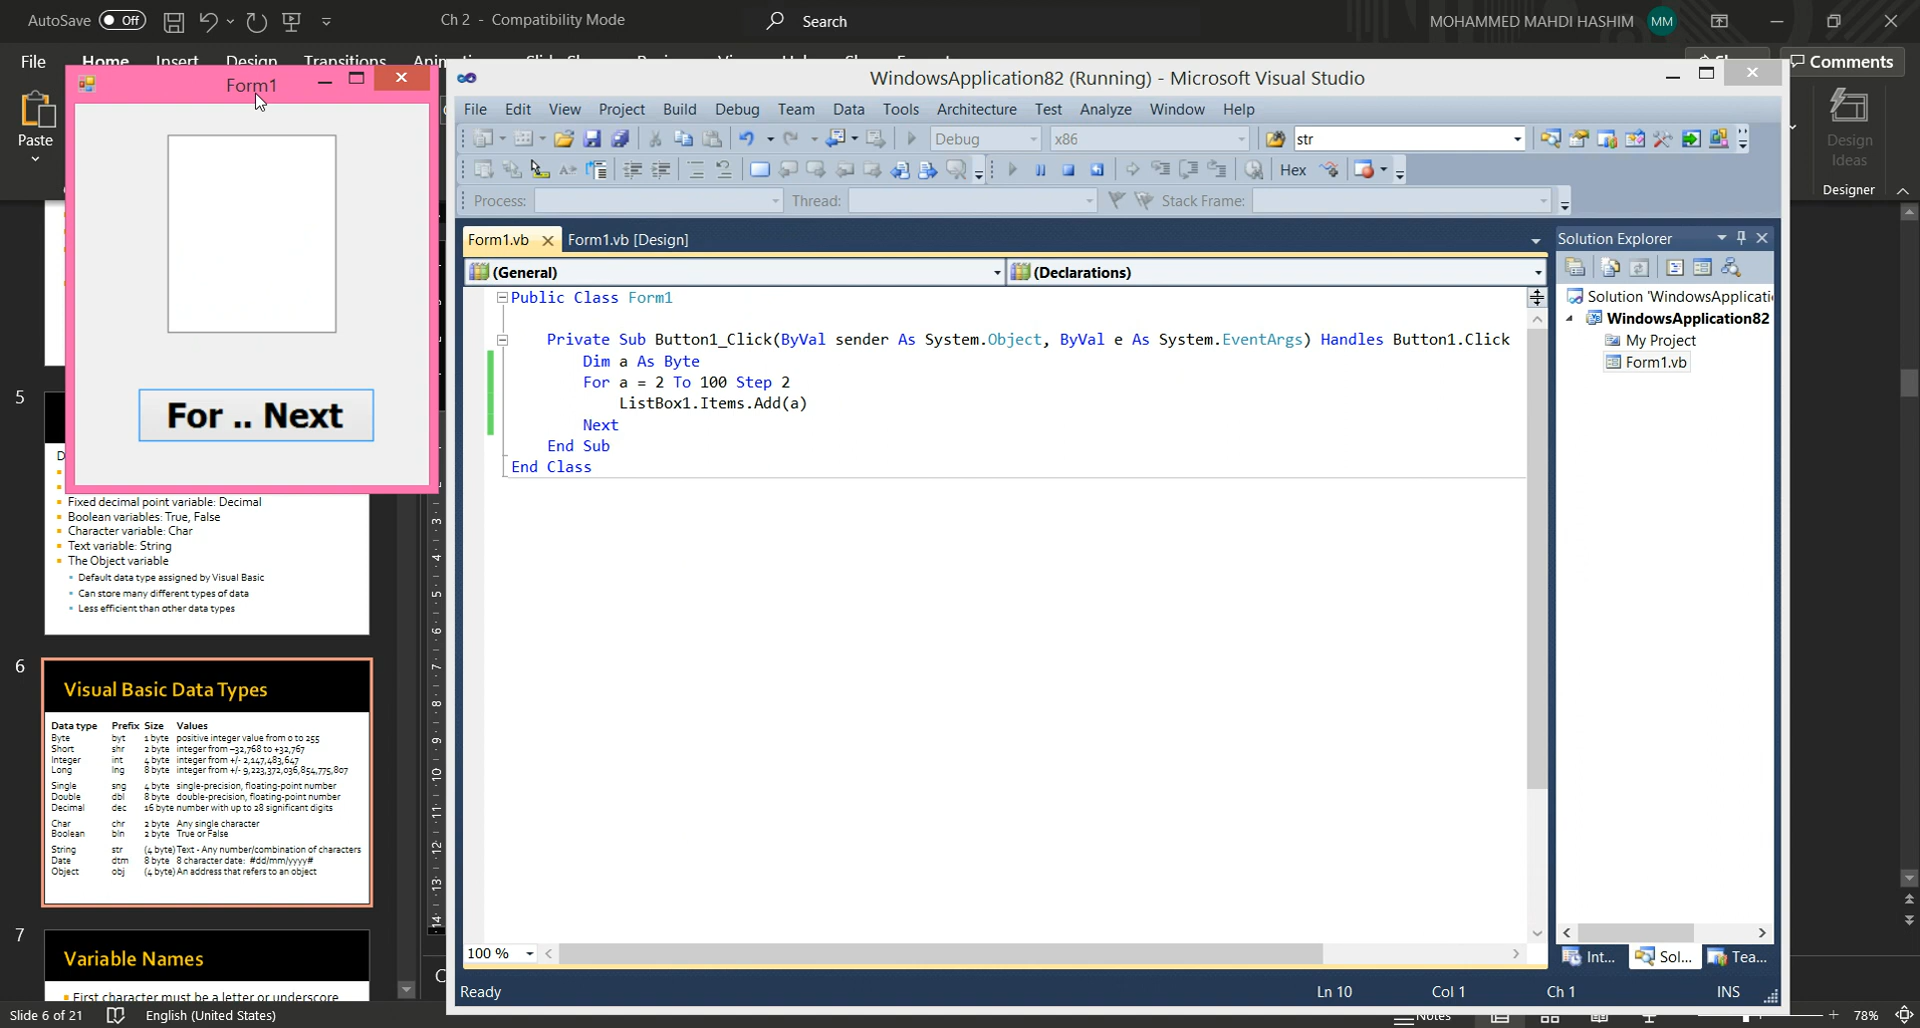 AutoSave Off
Ch 2 - Compatibility Mode
Search
MOHAMMED MAHDI HASHIM MM
File Home Insert Design Transitions
Comments
Paste
Design
Ideas
Designer
Form1
For .. Next
WindowsApplication82 (Running) - Microsoft Visual Studio
File Edit View Project Build Debug Team Data Tools Architecture Test Analyze Window Help
Debug x86 str
Hex
Process: Thread: Stack Frame:
Form1.vb Form1.vb [Design]
(General) (Declarations)
Public Class Form1
Private Sub Button1_Click(ByVal sender As System.Object, ByVal e As System.EventArgs) Handles Button1.Click
Dim a As Byte
For a = 2 To 100 Step 2
ListBox1.Items.Add(a)
Next
End Sub
End Class
100 %
Ready Ln 10 Col 1 Ch 1 INS
Solution Explorer
Solution 'WindowsApplicati
WindowsApplication82
My Project
Form1.vb
Int... Sol... Tea...
5
Fixed decimal point variable: Decimal
Boolean variables: True, False
Character variable: Char
Text variable: String
The Object variable
Default data type assigned by Visual Basic
Can store many different types of data
Less efficient than other data types
6
Visual Basic Data Types
Data type Prefix Size Values
Byte byt 1 byte positive integer value from 0 to 255
Short shr 2 byte integer from –32,768 to +32,767
Integer int 4 byte integer from +/- 2,147,483,647
Long lng 8 byte integer from +/- 9,223,372,036,854,775,807
Single sng 4 byte single-precision, floating-point number
Double dbl 8 byte double-precision, floating-point number
Decimal dec 16 byte number with up to 28 significant digits
Char chr 2 byte Any single character
Boolean bln 2 byte True or False
String str (4 byte) Text - Any number/combination of characters
Date dtm 8 byte 8 character date: #dd/mm/yyyy#
Object obj (4 byte) An address that refers to an object
7
Variable Names
First character must be a letter or underscore
3
4
5
6
7
8
9
10
11
12
13
14
Slide 6 of 21 English (United States) Notes 78%